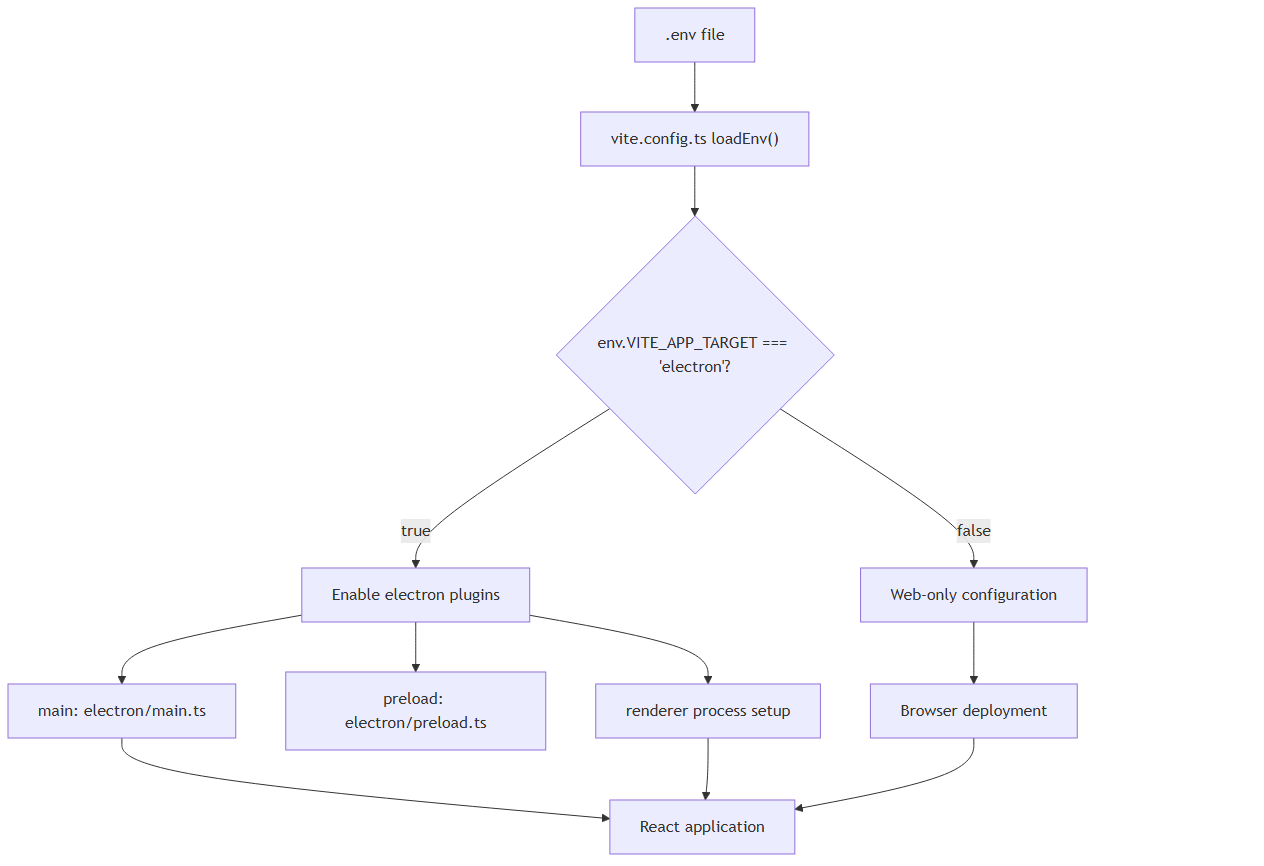 .env file
vite.config.ts loadEnv()
env.VITE_APP_TARGET ===
'electron'?
true
false
Enable electron plugins
Web-only configuration
main: electron/main.ts
preload:
electron/preload.ts
renderer process setup
Browser deployment
React application